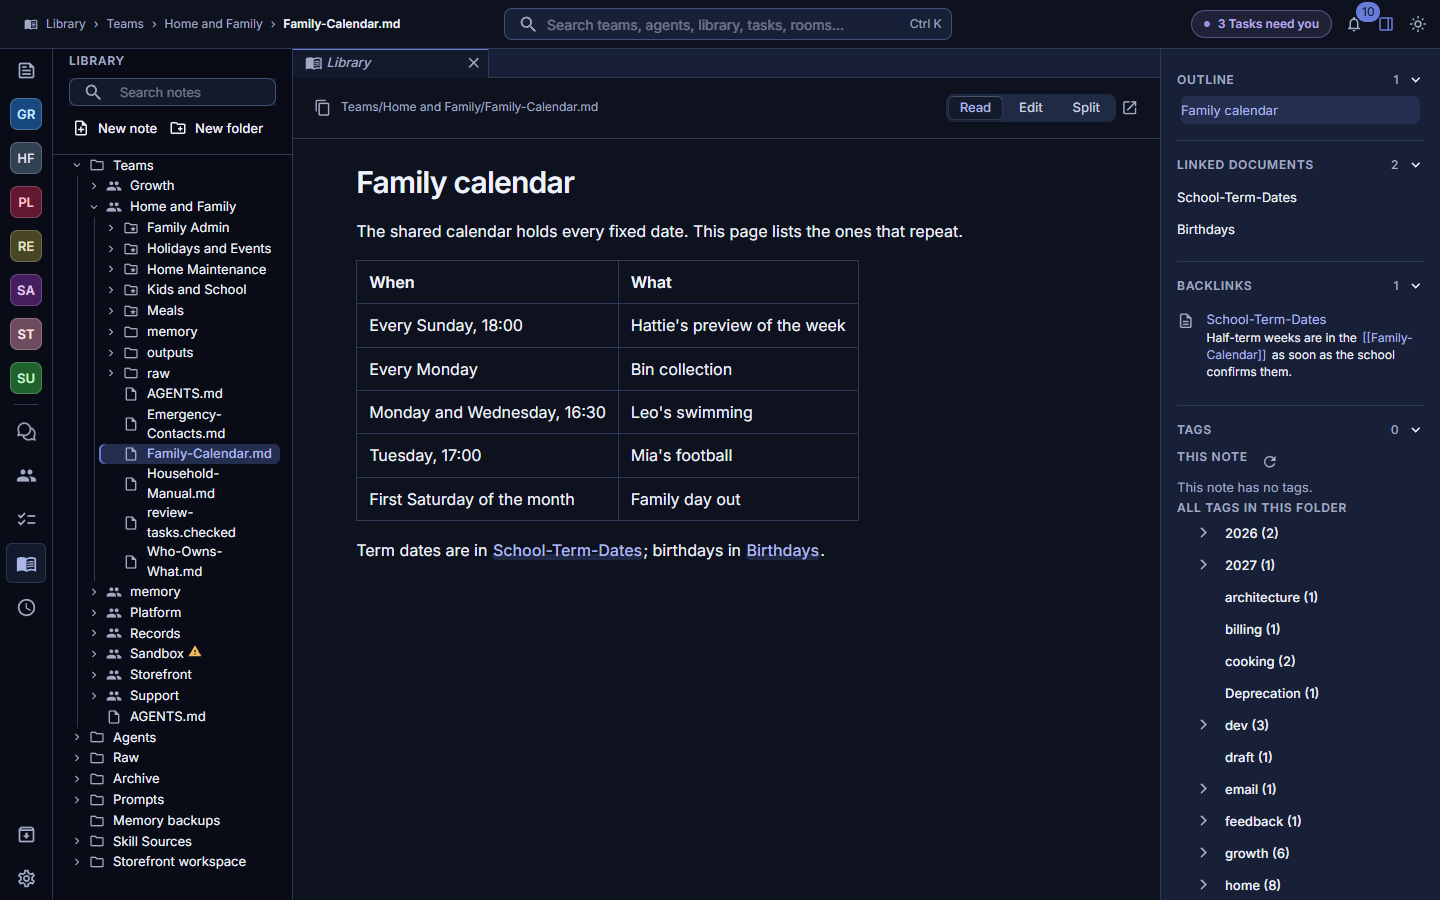 Library › Teams › Home and Family › Family-Calendar.md
Search teams, agents, library, tasks, rooms... Ctrl K
3 Tasks need you
10
GR
HF
PL
RE
SA
ST
SU
LIBRARY
Search notes
New note New folder
Teams
Growth
Home and Family
Family Admin
Holidays and Events
Home Maintenance
Kids and School
Meals
memory
outputs
raw
AGENTS.md
Emergency-
Contacts.md
Family-Calendar.md
Household-
Manual.md
review-
tasks.checked
Who-Owns-
What.md
memory
Platform
Records
Sandbox
Storefront
Support
AGENTS.md
Agents
Raw
Archive
Prompts
Memory backups
Skill Sources
Storefront workspace
Library
Teams/Home and Family/Family-Calendar.md
Read Edit Split
Family calendar
The shared calendar holds every fixed date. This page lists the ones that repeat.
When What
Every Sunday, 18:00 Hattie's preview of the week
Every Monday Bin collection
Monday and Wednesday, 16:30 Leo's swimming
Tuesday, 17:00 Mia's football
First Saturday of the month Family day out
Term dates are in School-Term-Dates; birthdays in Birthdays.
OUTLINE 1
Family calendar
LINKED DOCUMENTS 2
School-Term-Dates
Birthdays
BACKLINKS 1
School-Term-Dates
Half-term weeks are in the [[Family-
Calendar]] as soon as the school
confirms them.
TAGS 0
THIS NOTE
This note has no tags.
ALL TAGS IN THIS FOLDER
2026 (2)
2027 (1)
architecture (1)
billing (1)
cooking (2)
Deprecation (1)
dev (3)
draft (1)
email (1)
feedback (1)
growth (6)
home (8)